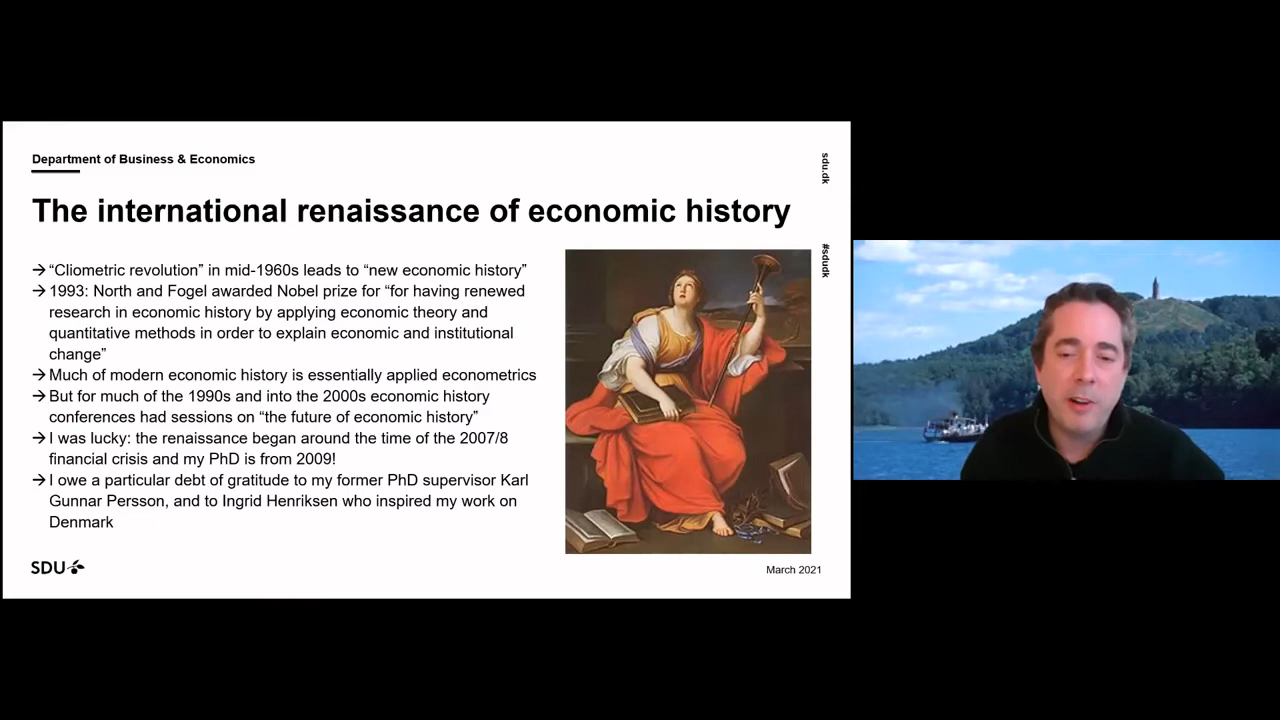 Department of Business & Economics
sdu.dk
The international renaissance of economic history
#sdudk
→ “Cliometric revolution” in mid-1960s leads to “new economic history”
→ 1993: North and Fogel awarded Nobel prize for “for having renewed
research in economic history by applying economic theory and
quantitative methods in order to explain economic and institutional
change”
→ Much of modern economic history is essentially applied econometrics
→ But for much of the 1990s and into the 2000s economic history
conferences had sessions on “the future of economic history”
→ I was lucky: the renaissance began around the time of the 2007/8
financial crisis and my PhD is from 2009!
→ I owe a particular debt of gratitude to my former PhD supervisor Karl
Gunnar Persson, and to Ingrid Henriksen who inspired my work on
Denmark
SDU
March 2021